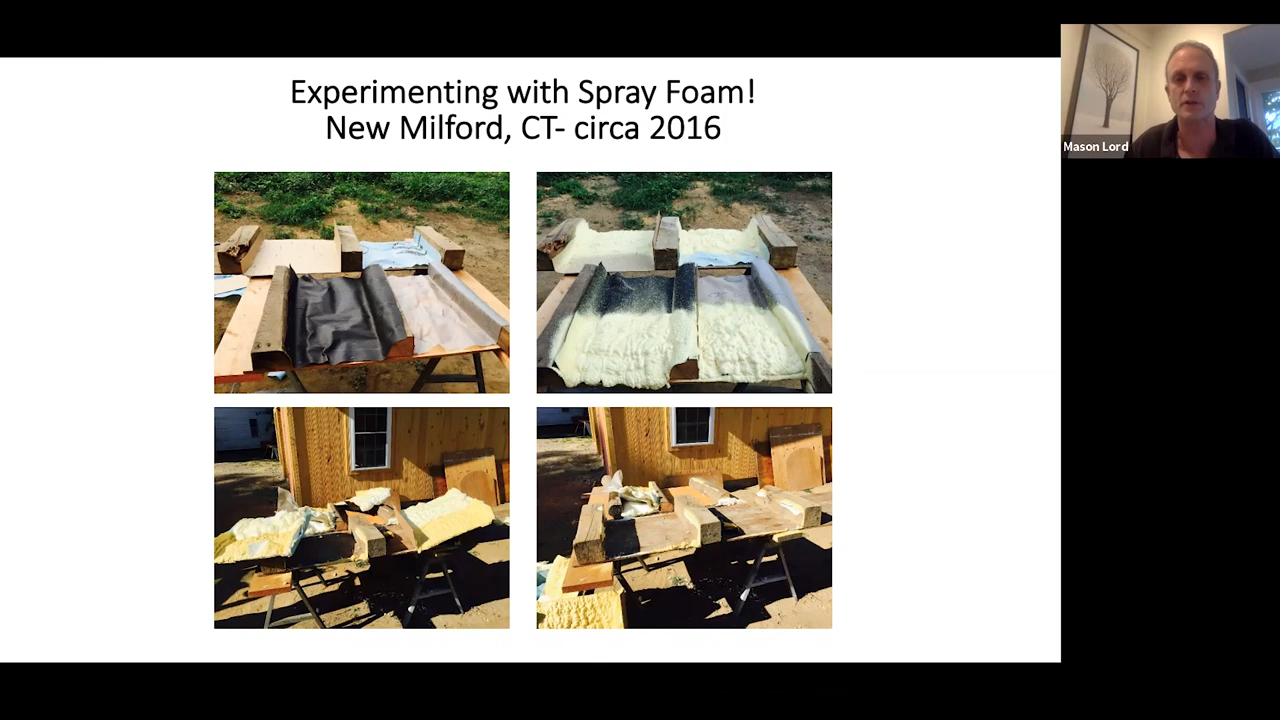 Experimenting with Spray Foam!
New Milford, CT- circa 2016
Mason Lord